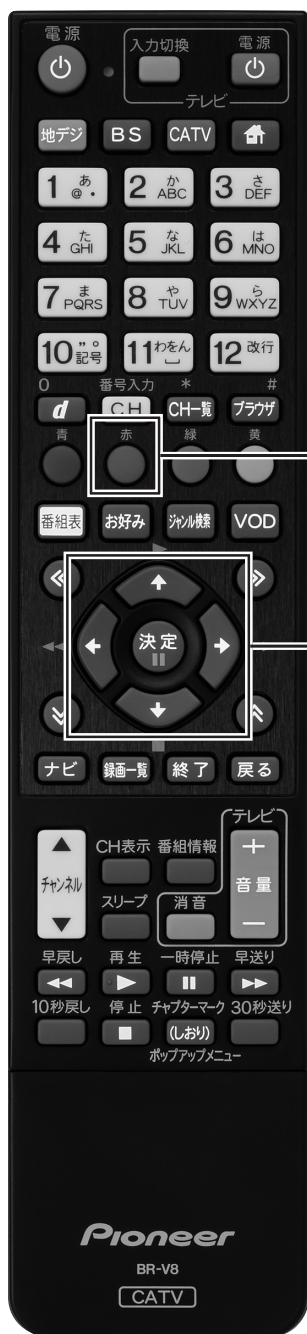 電源 入力切換 電源
テレビ
地デジ BS CATV
1 あ @. 2 か ABC 3 さ DEF
4 た GHI 5 な JKL 6 は MNO
7 ま PQRS 8 や TUV 9 ら WXYZ
10 ゛゜ 記号 11 わをん 12 改行
0 番号入力 * #
d CH CH一覧 ブラウザ
青 赤 緑 黄
番組表 お好み ジャンル検索 VOD
決定
ナビ 録画一覧 終了 戻る
テレビ
CH表示 番組情報 +
チャンネル 音量
スリープ 消音 −
早戻し 再生 一時停止 早送り
10秒戻し 停止 チャプターマーク 30秒送り
(しおり)
ポップアップメニュー
Pioneer
BR-V8
CATV